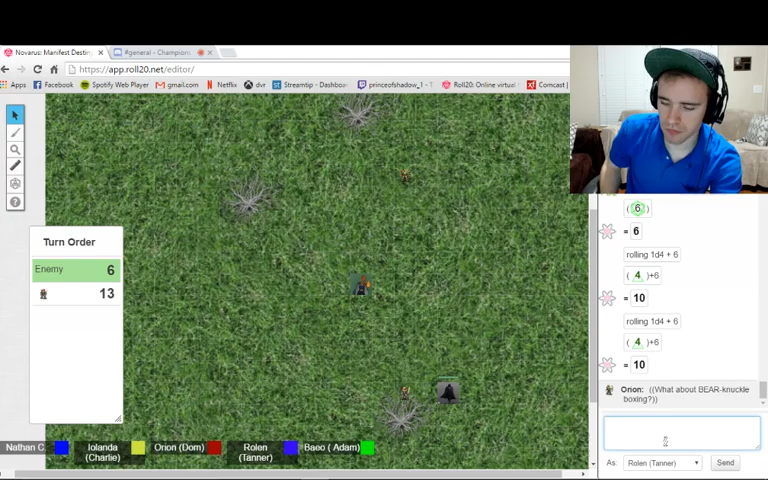 Novarus: Manifest Destin
#general - Champion
https://app.roll20.net/editor/
Apps
Facebook
Spotify Web Player
gmail.com
Netflix
dvr
Streamtip - Dashboa
princeofshadow_1 - T
Roll20: Online virtual
Comcast
Turn Order
Enemy 6
13
Nathan C.
Iolanda (Charlie)
Orion (Dom)
Rolen (Tanner)
Baeo ( Adam)
(6)
= 6
rolling 1d4 + 6
(4)+6
= 10
rolling 1d4 + 6
(4)+6
= 10
Orion: ((What about BEAR-knuckle
boxing?))
As: Rolen (Tanner) Send